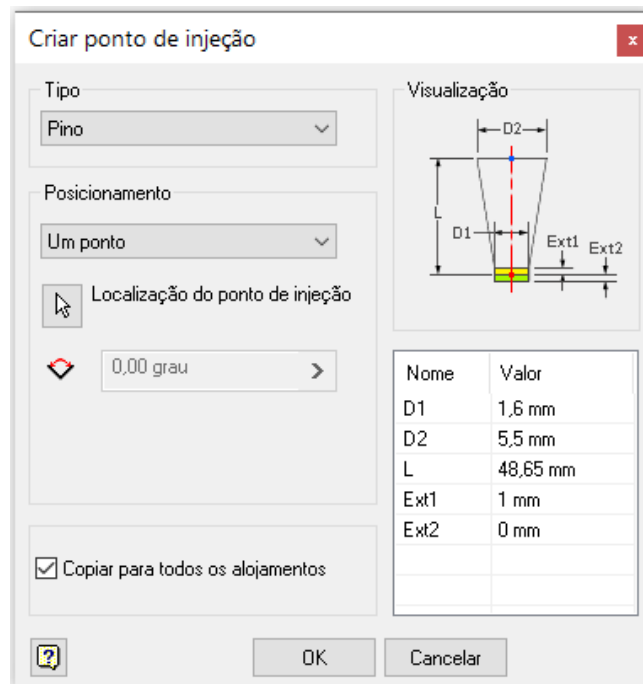 Criar ponto de injeção
x
Tipo
Pino
Posicionamento
Um ponto
Localização do ponto de injeção
0,00 grau >
Copiar para todos os alojamentos
Visualização
D2
L
D1
Ext1 Ext2
Nome Valor
D1 1,6 mm
D2 5,5 mm
L 48,65 mm
Ext1 1 mm
Ext2 0 mm
? OK Cancelar